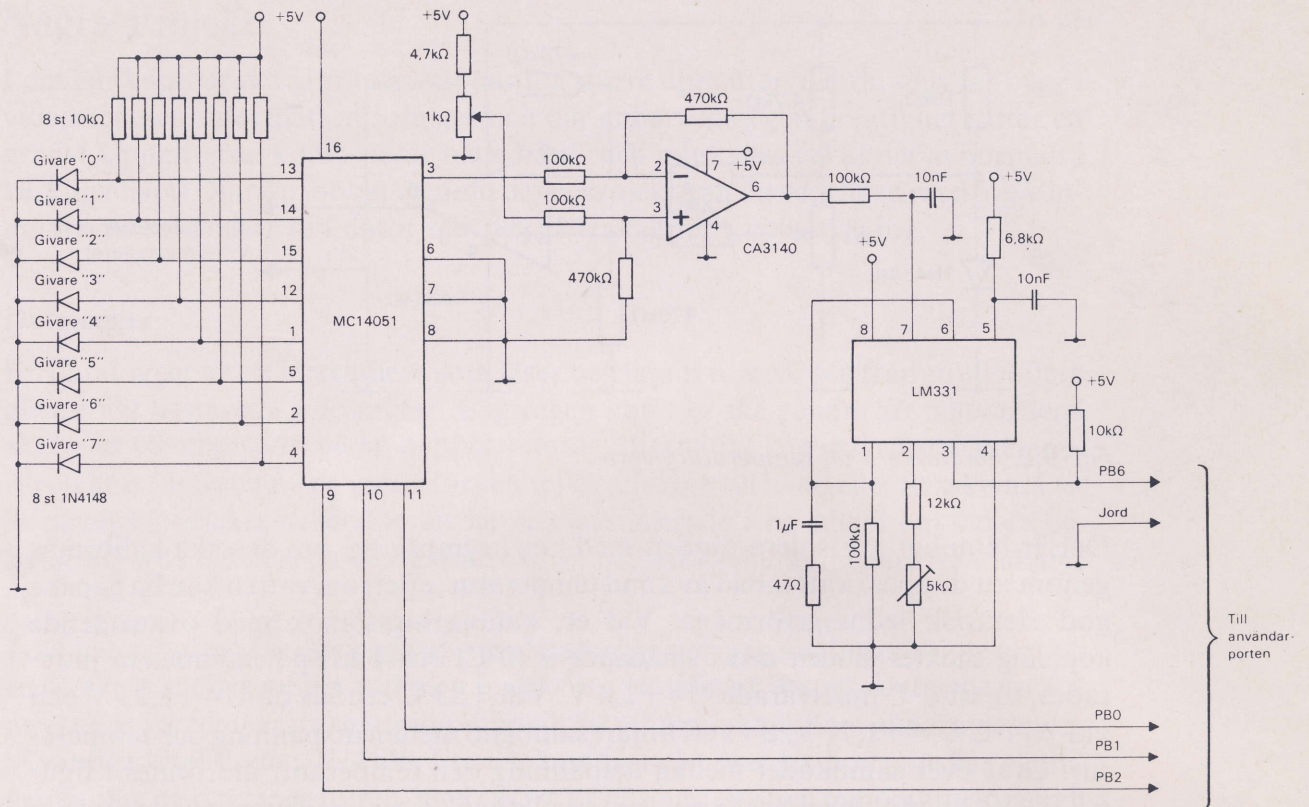 +5V
+5V
4,7kΩ
470kΩ
8 st 10kΩ
1kΩ
16
Givare "0"
13
3
100kΩ
2
7
+5V
6
100kΩ
10nF
+5V
Givare "1"
14
100kΩ
3
4
CA3140
Givare "2"
15
6
+5V
6,8kΩ
Givare "3"
12
7
470kΩ
10nF
Givare "4"
1
MC14051
8
8
7
6
5
Givare "5"
5
LM331
+5V
Givare "6"
2
10kΩ
Givare "7"
4
1
2
3
4
PB6
8 st 1N4148
9
10
11
12kΩ
Jord
1µF
100kΩ
47Ω
5kΩ
Till
anvandar-
porten
PB0
PB1
PB2